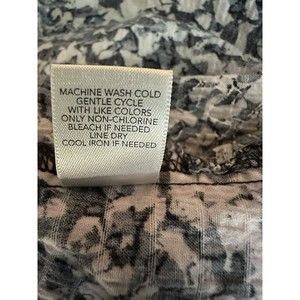 MACHINE WASH COLD
GENTLE CYCLE
WITH LIKE COLORS
ONLY NON-CHLORINE
BLEACH IF NEEDED
LINE DRY
COOL IRON IF NEEDED